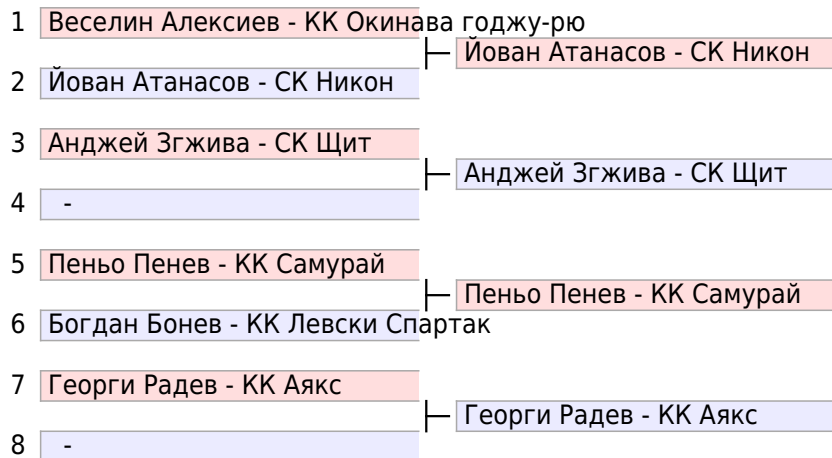 1 Веселин Алексиев - КК Окинава годжу-рю
Йован Атанасов - СК Никон
2 Йован Атанасов - СК Никон
3 Анджей Згжива - СК Щит
Анджей Згжива - СК Щит
4 -
5 Пеньо Пенев - КК Самурай
Пеньо Пенев - КК Самурай
6 Богдан Бонев - КК Левски Спартак
7 Георги Радев - КК Аякс
Георги Радев - КК Аякс
8 -